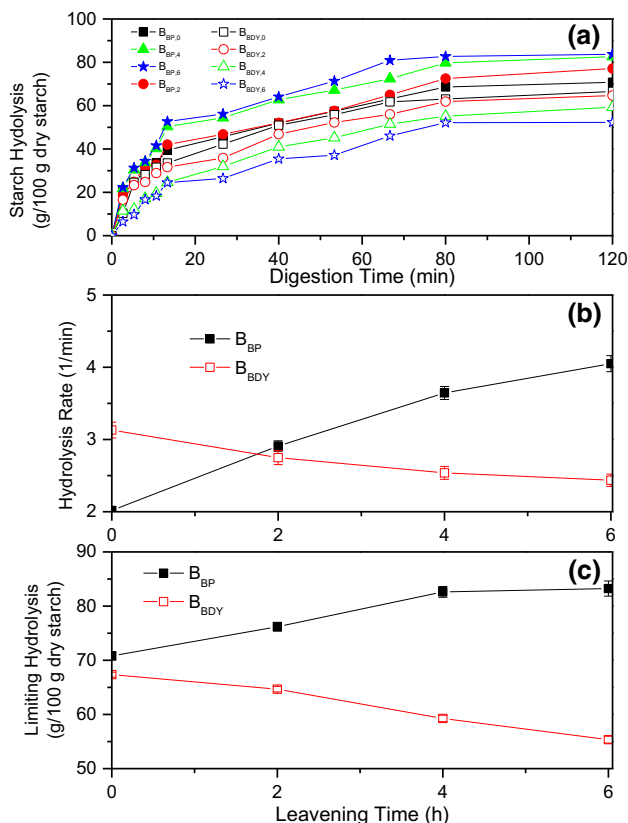 (a)
B_BP,0 B_BDY,0
B_BP,4 B_BDY,2
B_BP,6 B_BDY,4
B_BP,2 B_BDY,6
Starch Hydolysis
(g/100 g dry starch)
100
80
60
40
20
0
0 20 40 60 80 100 120
Digestion Time (min)
(b)
B_BP
B_BDY
Hydrolysis Rate (1/min)
5
4
3
2
0 2 4 6
(c)
B_BP
B_BDY
Limiting Hydrolysis
(g/100 g dry starch)
90
80
70
60
50
0 2 4 6
Leavening Time (h)